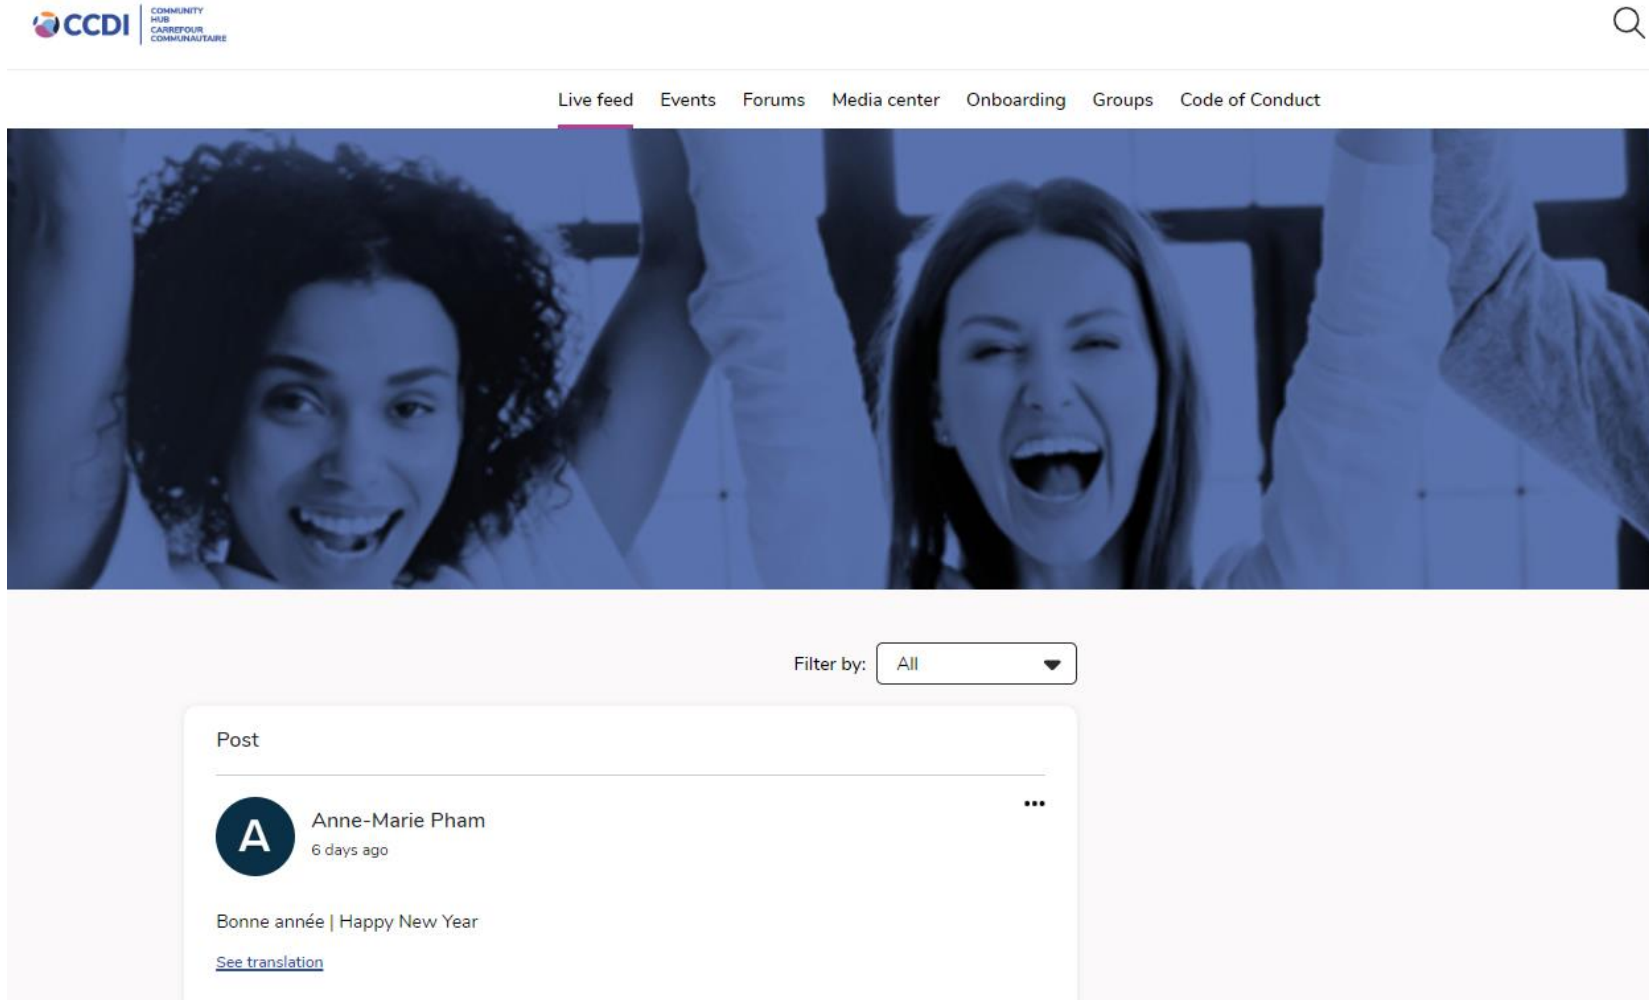 CCDI
COMMUNITY
HUB
CARREFOUR
COMMUNAUTAIRE
Live feed Events Forums Media center Onboarding Groups Code of Conduct
Filter by: All
Post
A
Anne-Marie Pham
6 days ago
Bonne année | Happy New Year
See translation